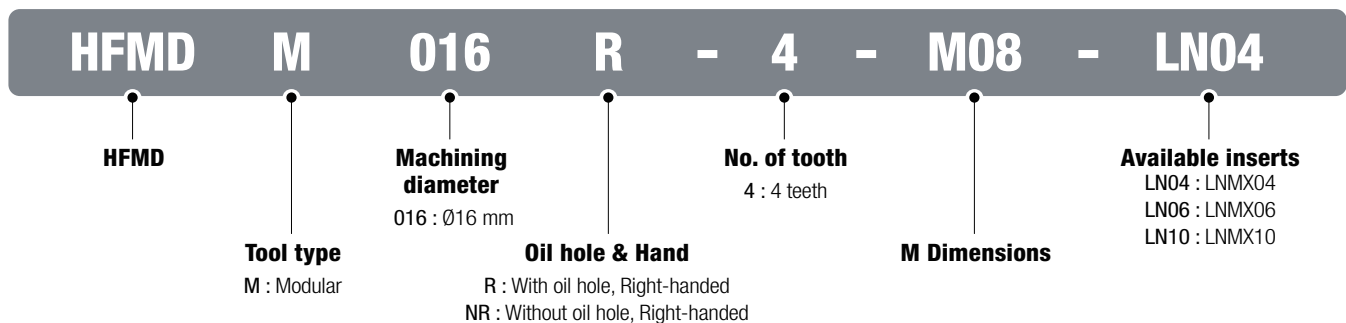 HFMD M 016 R - 4 - M08 - LN04
HFMD
Machining
diameter
016 : Ø16 mm
No. of tooth
4 : 4 teeth
Available inserts
LN04 : LNMX04
LN06 : LNMX06
LN10 : LNMX10
Tool type
M : Modular
Oil hole & Hand
R : With oil hole, Right-handed
NR : Without oil hole, Right-handed
M Dimensions